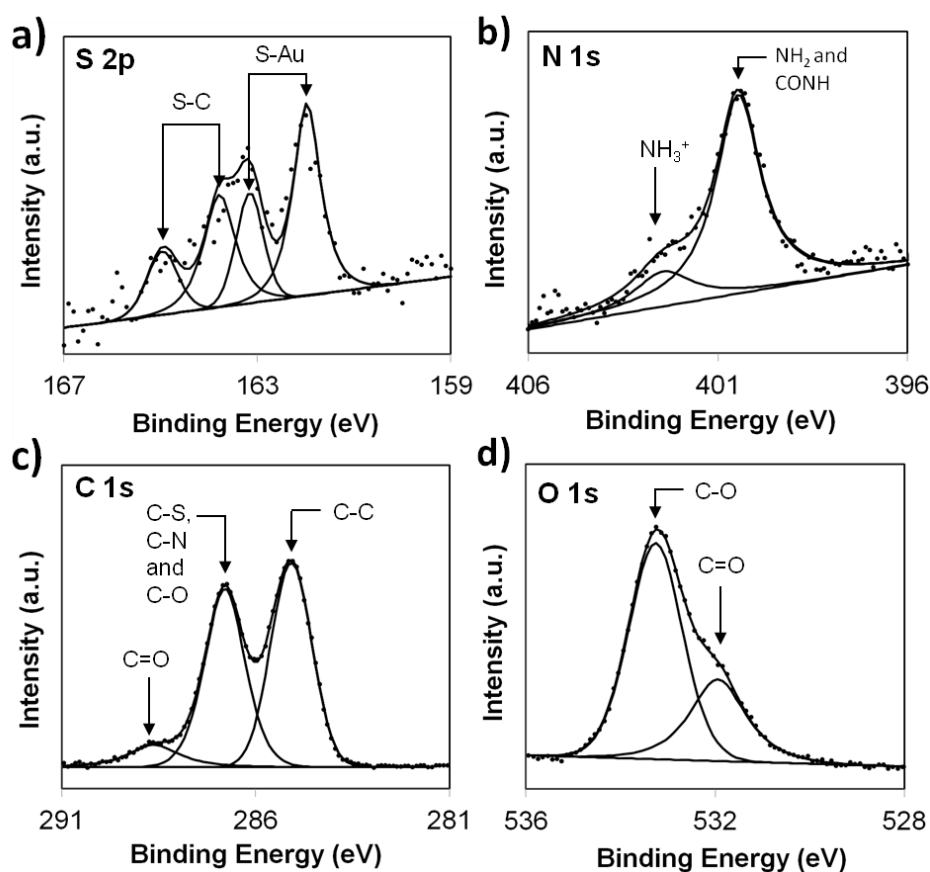 a)
S 2p
S-Au
S-C
Intensity (a.u.)
167 163 159
Binding Energy (eV)
b)
N 1s
NH₂ and
CONH
NH₃⁺
Intensity (a.u.)
406 401 396
Binding Energy (eV)
c)
C 1s
C-S,
C-N
and
C-O
C-C
C=O
Intensity (a.u.)
291 286 281
Binding Energy (eV)
d)
O 1s
C-O
C=O
Intensity (a.u.)
536 532 528
Binding Energy (eV)